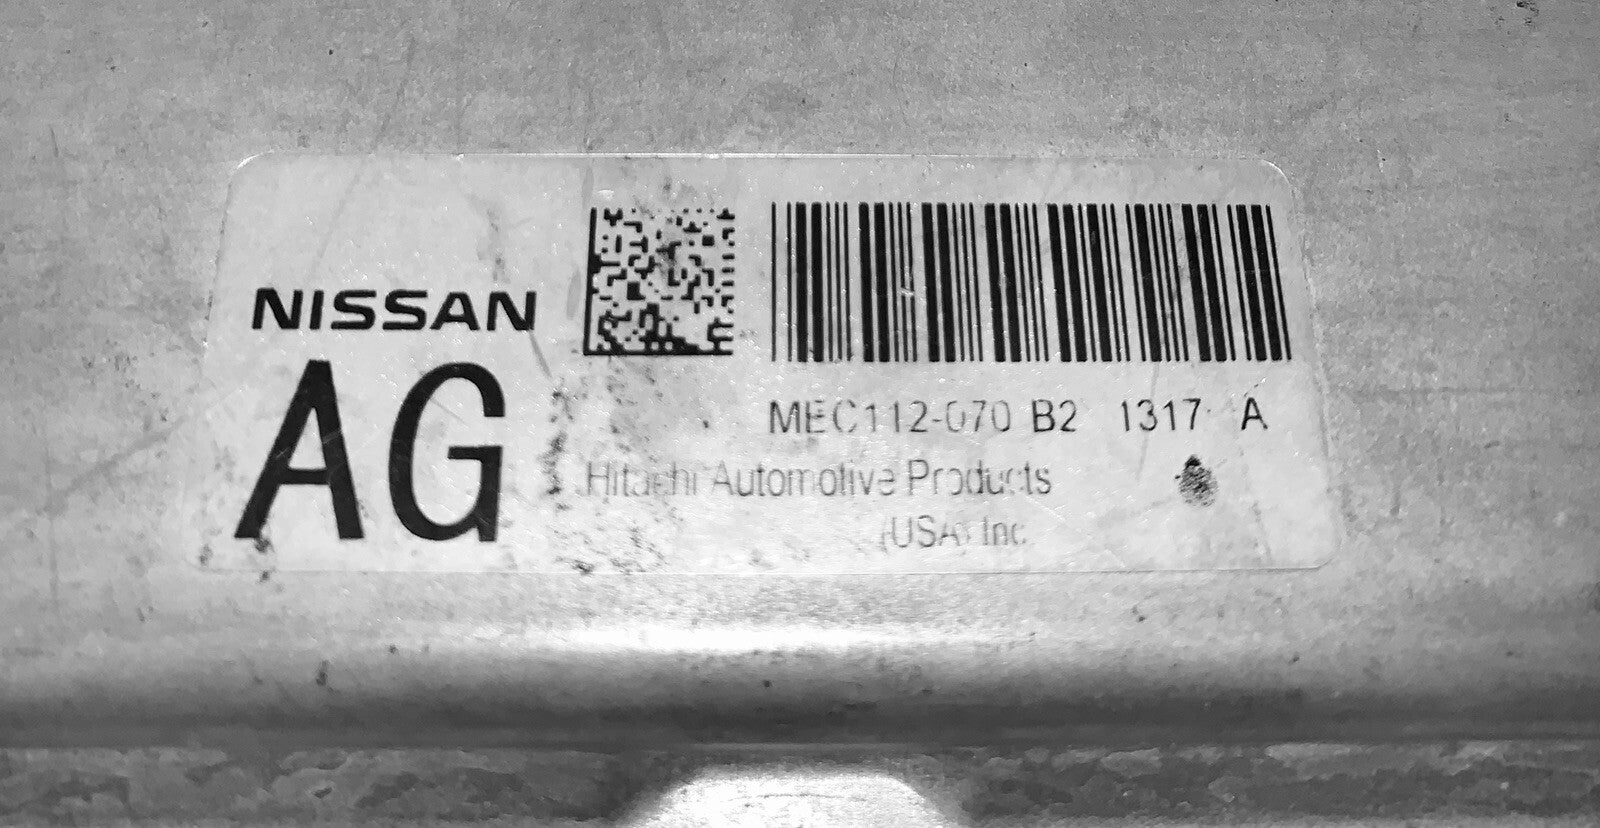 NISSAN
AG
MEC112-070 B2 1317 A
Hitachi Automotive Products
(USA) Inc.